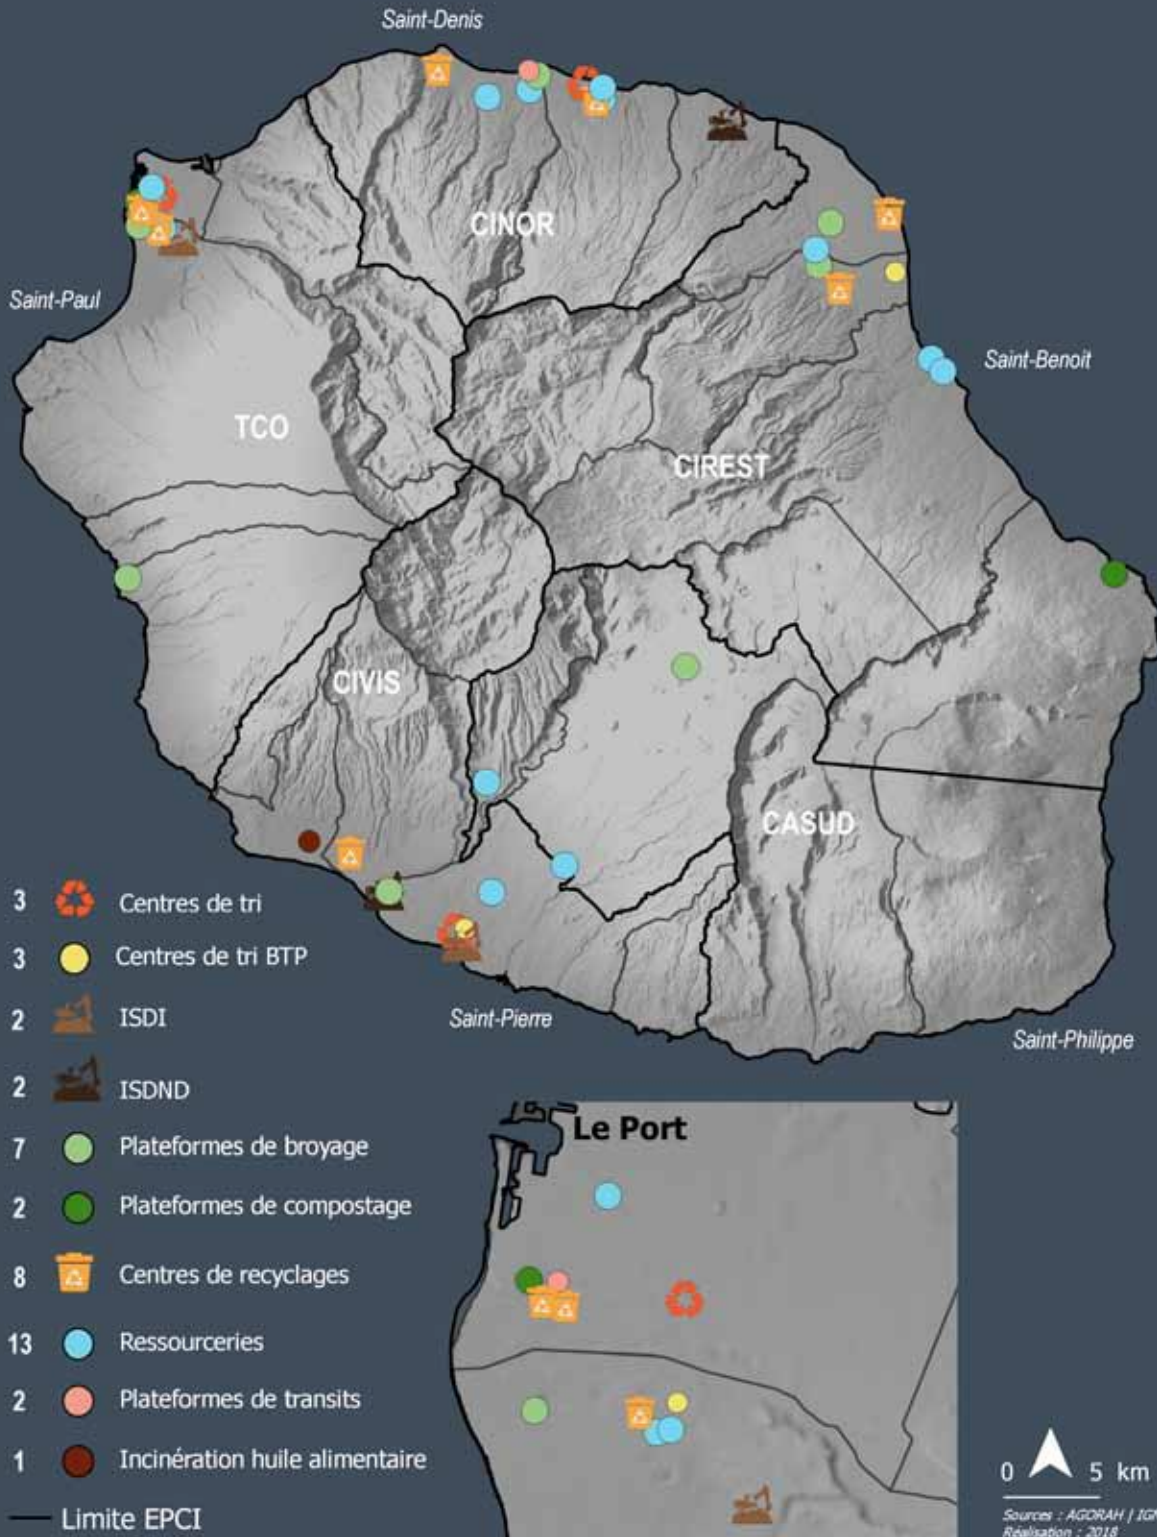 Saint-Denis
CINOR
Saint-Paul
Saint-Benoit
TCO
CIREST
CIVIS
CASUD
Saint-Pierre
Saint-Philippe
3 Centres de tri
3 Centres de tri BTP
2 ISDI
2 ISDND
7 Plateformes de broyage
2 Plateformes de compostage
8 Centres de recyclages
13 Ressourceries
2 Plateformes de transits
1 Incinération huile alimentaire
Limite EPCI
Le Port
0 5 km
Sources : AGORAH | IGN
Réalisation : 2018